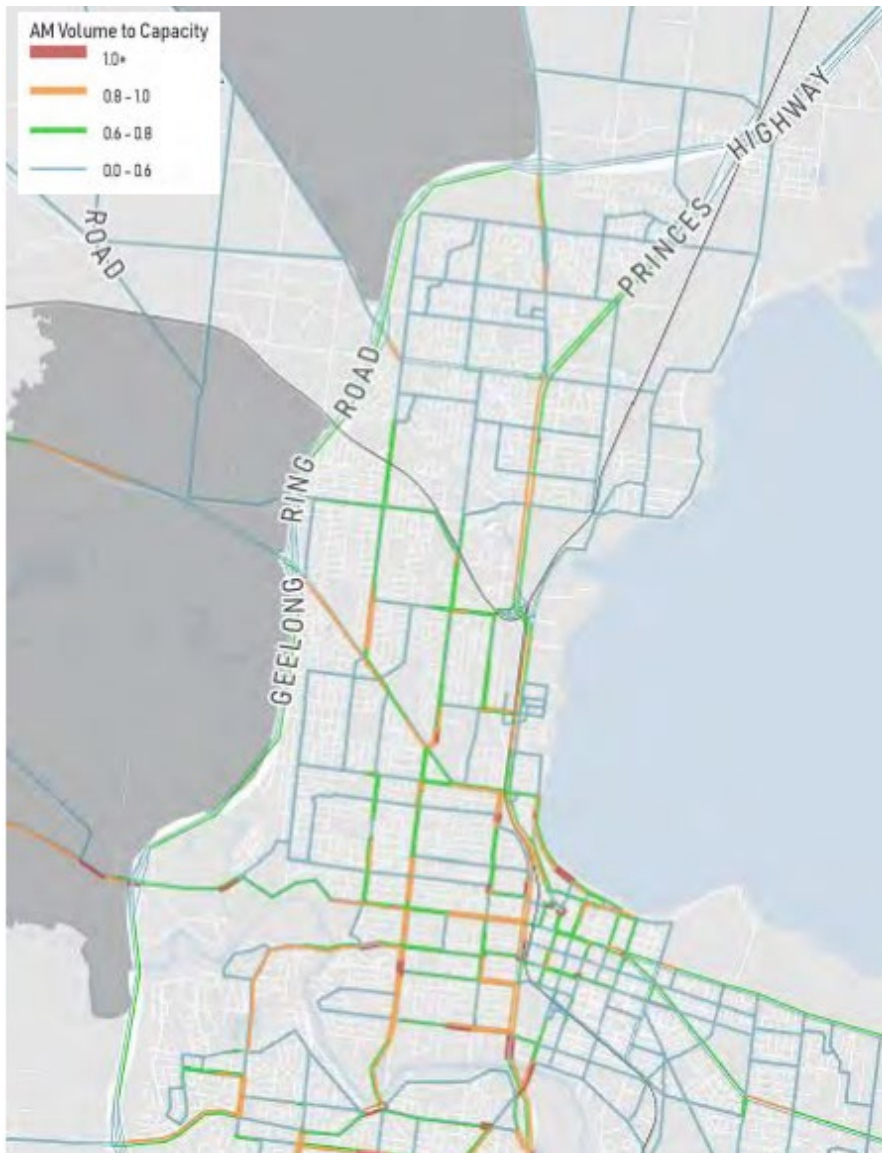 AM Volume to Capacity
1.0+
0.8 - 1.0
0.6 - 0.8
0.0 - 0.6
ROAD
PRINCES HIGHWAY
GEELONG RING ROAD